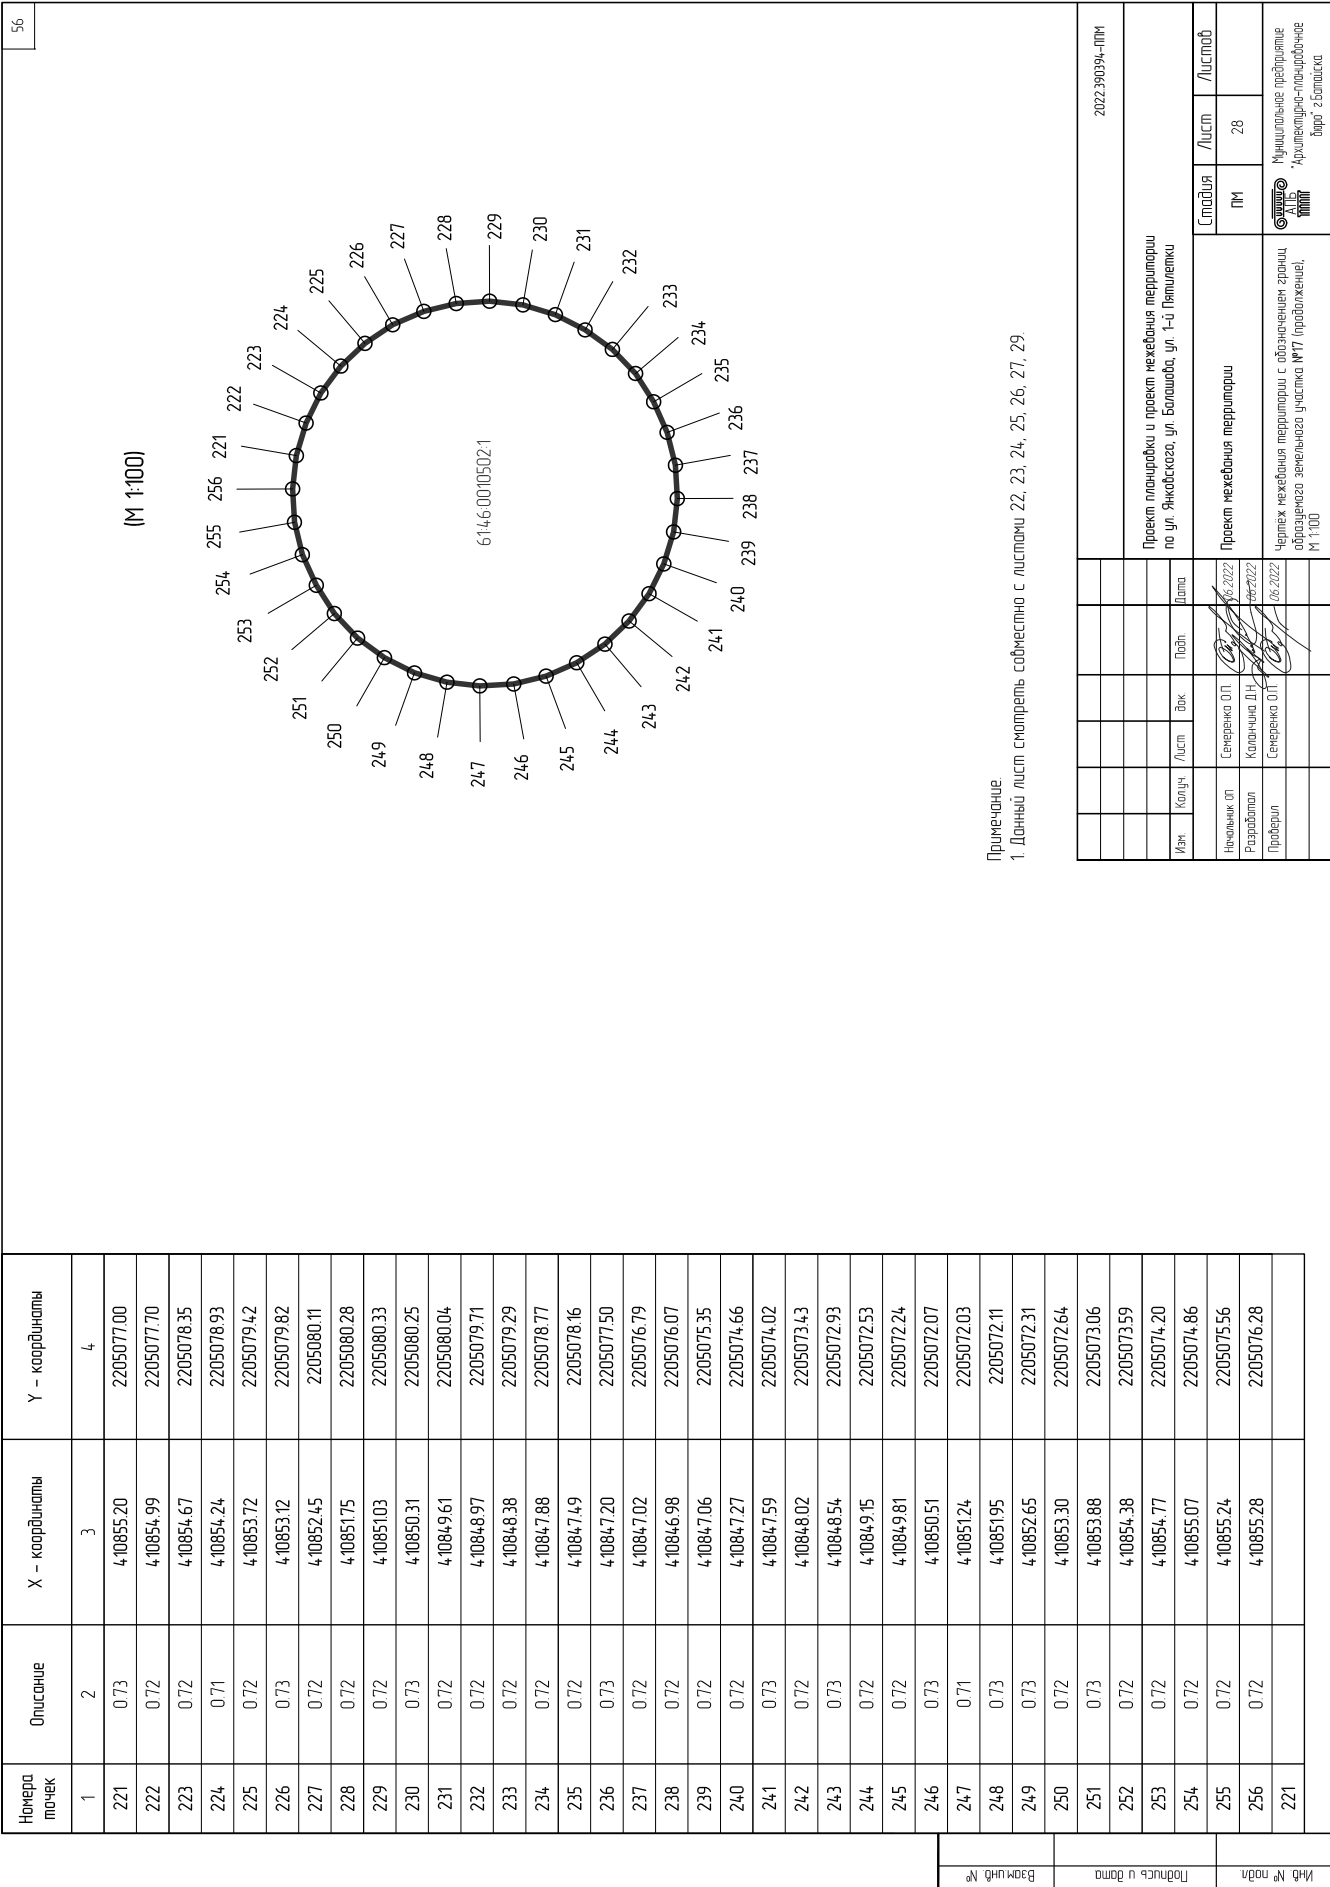 56
(М 1:100)
221
222
223
224
225
226
227
228
229
230
231
232
233
234
235
236
237
238
239
240
241
242
243
244
245
246
247
248
249
250
251
252
253
254
255
256
61:46:0010502:1
Номера точек Описание X – координаты Y – координаты
1 2 3 4
221 0.73 410855.20 2205077.00
222 0.72 410854.99 2205077.70
223 0.72 410854.67 2205078.35
224 0.71 410854.24 2205078.93
225 0.72 410853.72 2205079.42
226 0.73 410853.12 2205079.82
227 0.72 410852.45 2205080.11
228 0.72 410851.75 2205080.28
229 0.72 410851.03 2205080.33
230 0.73 410850.31 2205080.25
231 0.72 410849.61 2205080.04
232 0.72 410848.97 2205079.71
233 0.72 410848.38 2205079.29
234 0.72 410847.88 2205078.77
235 0.72 410847.49 2205078.16
236 0.73 410847.20 2205077.50
237 0.72 410847.02 2205076.79
238 0.72 410846.98 2205076.07
239 0.72 410847.06 2205075.35
240 0.72 410847.27 2205074.66
241 0.73 410847.59 2205074.02
242 0.72 410848.02 2205073.43
243 0.73 410848.54 2205072.93
244 0.72 410849.15 2205072.53
245 0.72 410849.81 2205072.24
246 0.73 410850.51 2205072.07
247 0.71 410851.24 2205072.03
248 0.73 410851.95 2205072.11
249 0.73 410852.65 2205072.31
250 0.72 410853.30 2205072.64
251 0.73 410853.88 2205073.06
252 0.72 410854.38 2205073.59
253 0.72 410854.77 2205074.20
254 0.72 410855.07 2205074.86
255 0.72 410855.24 2205075.56
256 0.72 410855.28 2205076.28
221
Примечание:
1. Данный лист смотреть совместно с листами 22, 23, 24, 25, 26, 27, 29.
2022.390394-ППМ
Проект планировки и проект межевания территории
по ул. Янковского, ул. Балашова, ул. 1-й Пятилетки
Изм. Кол.уч. Лист док. Подп. Дата
Начальник ОП Семеренко О.П. 06.2022
Разработал Каланчина Д.Н. 06.2022
Проверил Семеренко О.П. 06.2022
Проект межевания территории
Стадия Лист Листов
ПМ 28
Чертёж межевания территории с обозначением границ
образуемого земельного участка №17 (продолжение),
М 1:100
АПБ
Муниципальное предприятие
"Архитектурно-планировочное
бюро" г.Батайска
Взам.инв. №
Подпись и дата
Инв. № подл.